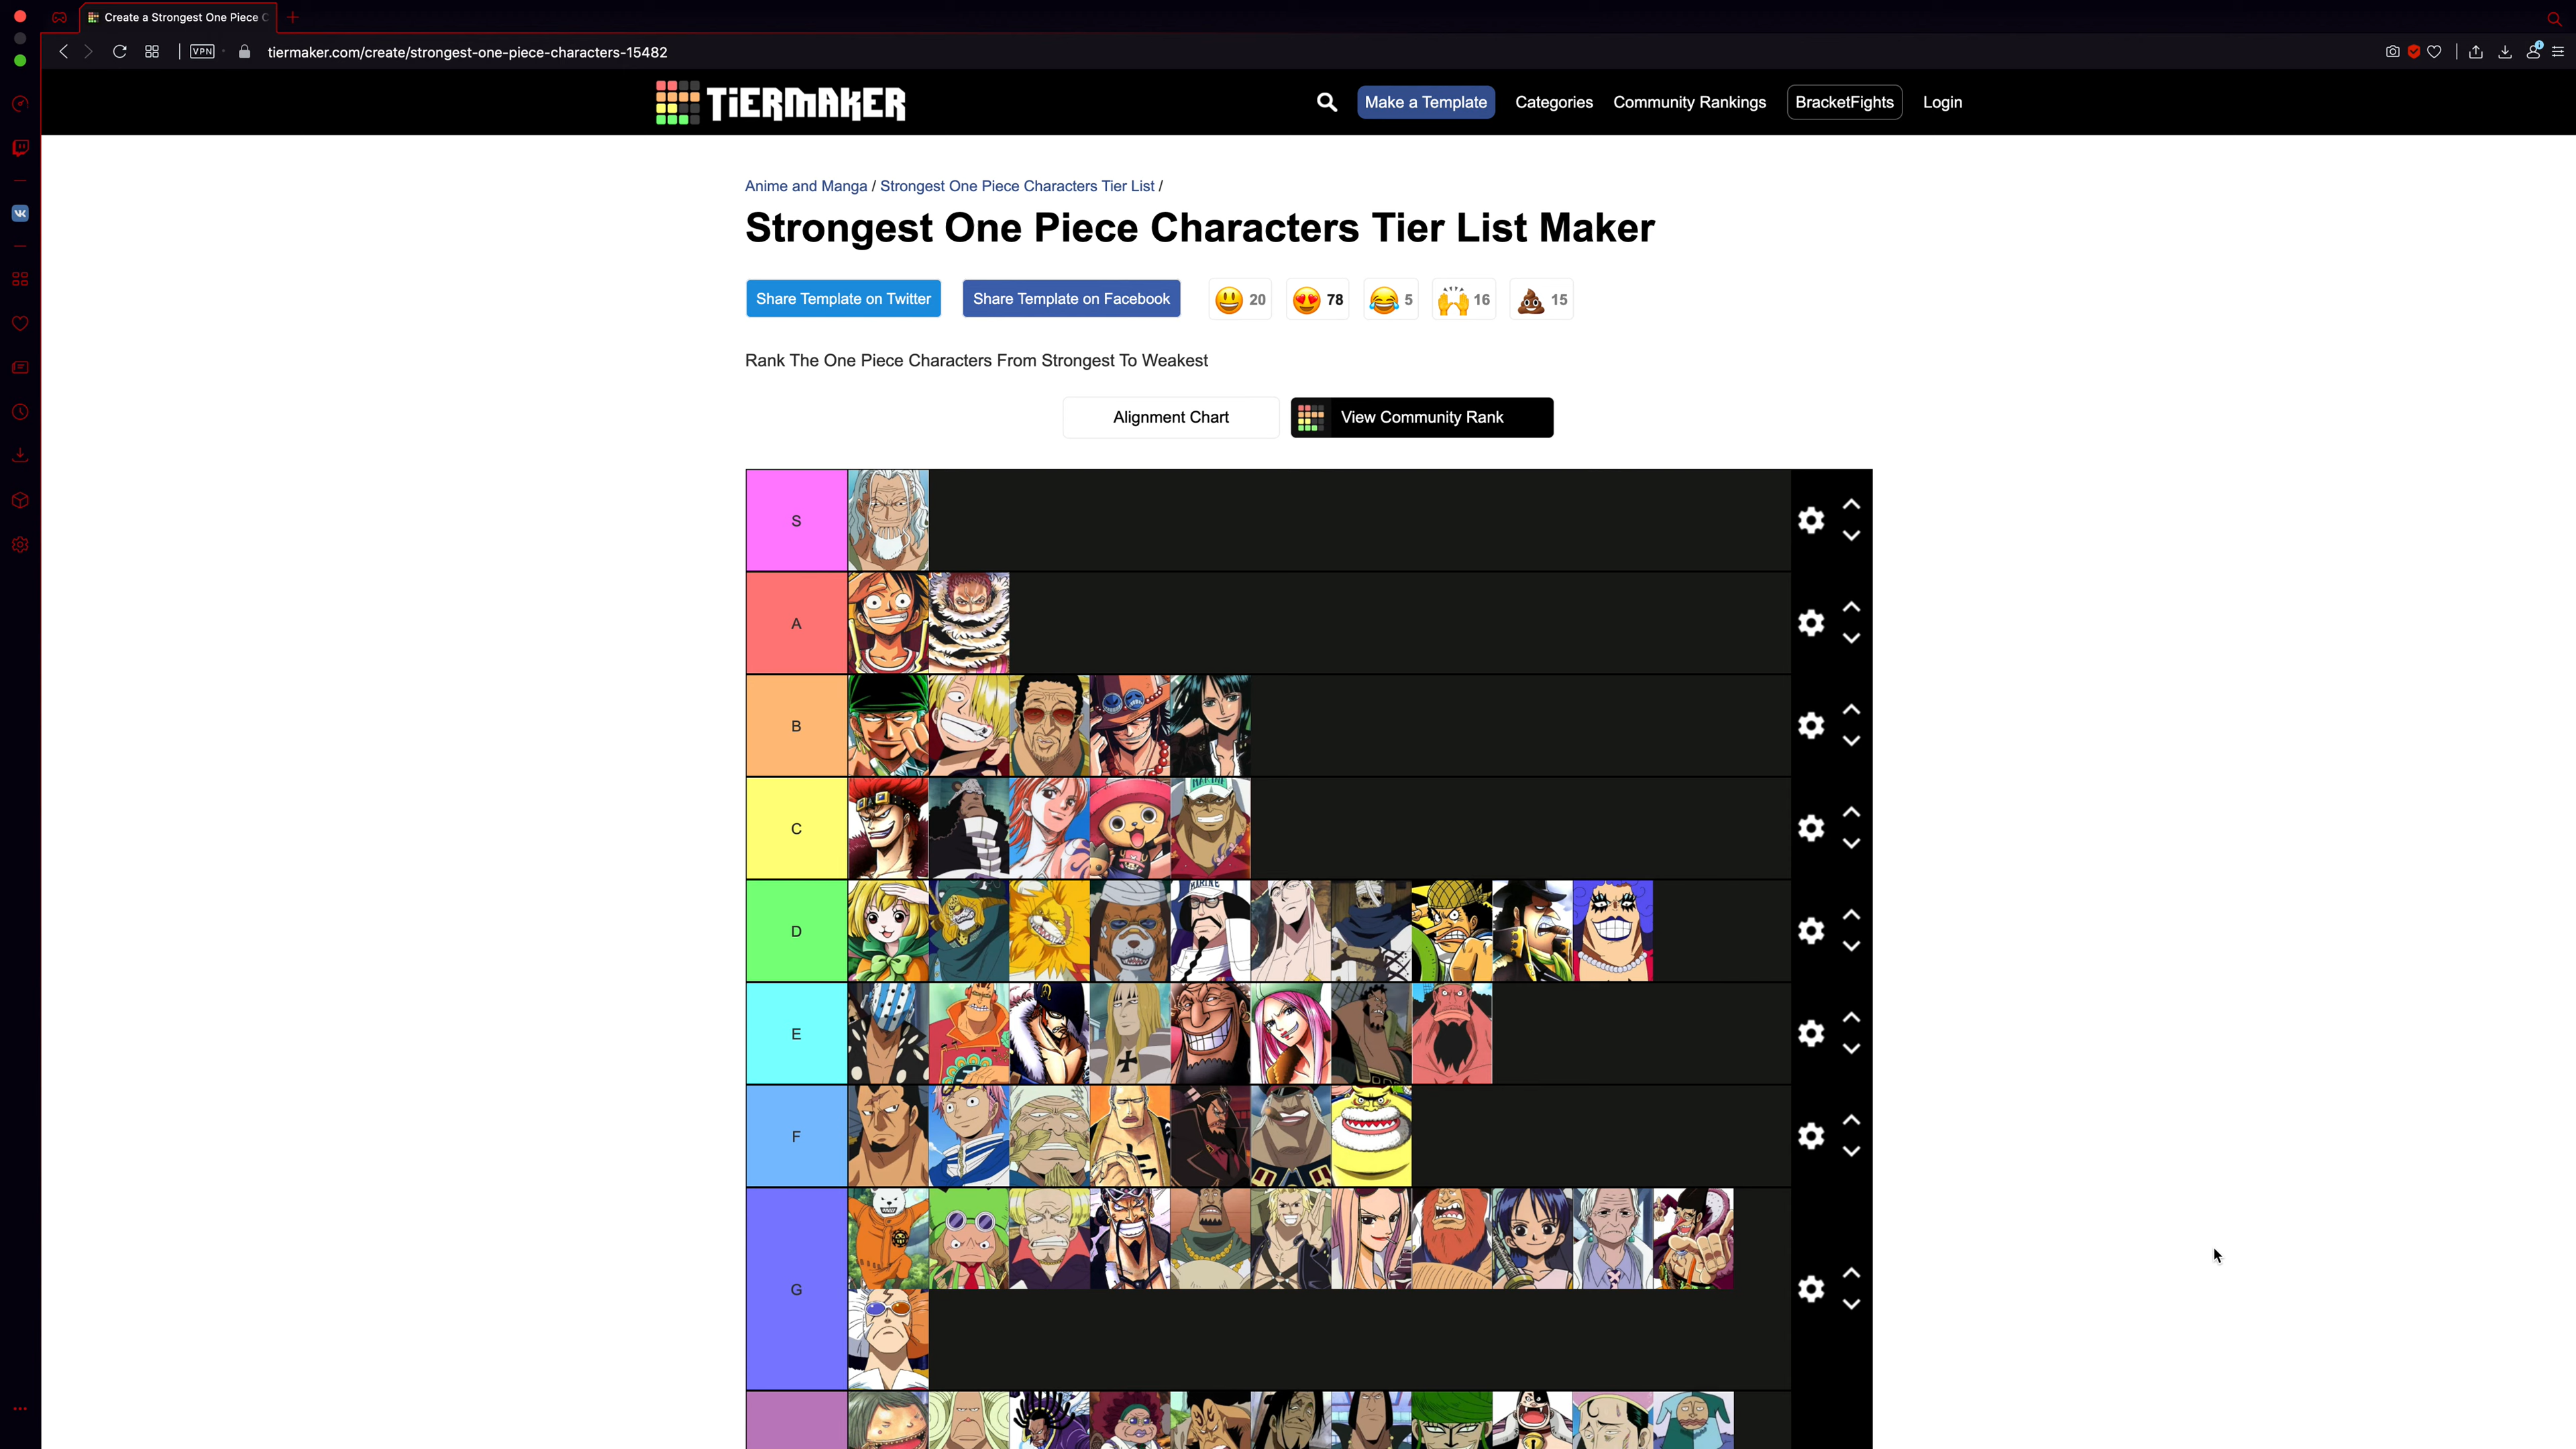 Create a Strongest One Piece C
VPN
tiermaker.com/create/strongest-one-piece-characters-15482
TiERMAKER
Make a Template
Categories
Community Rankings
BracketFights
Login
Anime and Manga / Strongest One Piece Characters Tier List /
Strongest One Piece Characters Tier List Maker
Share Template on Twitter
Share Template on Facebook
20
78
5
16
15
Rank The One Piece Characters From Strongest To Weakest
Alignment Chart
View Community Rank
S
A
B
C
D
MARINE
E
F
G